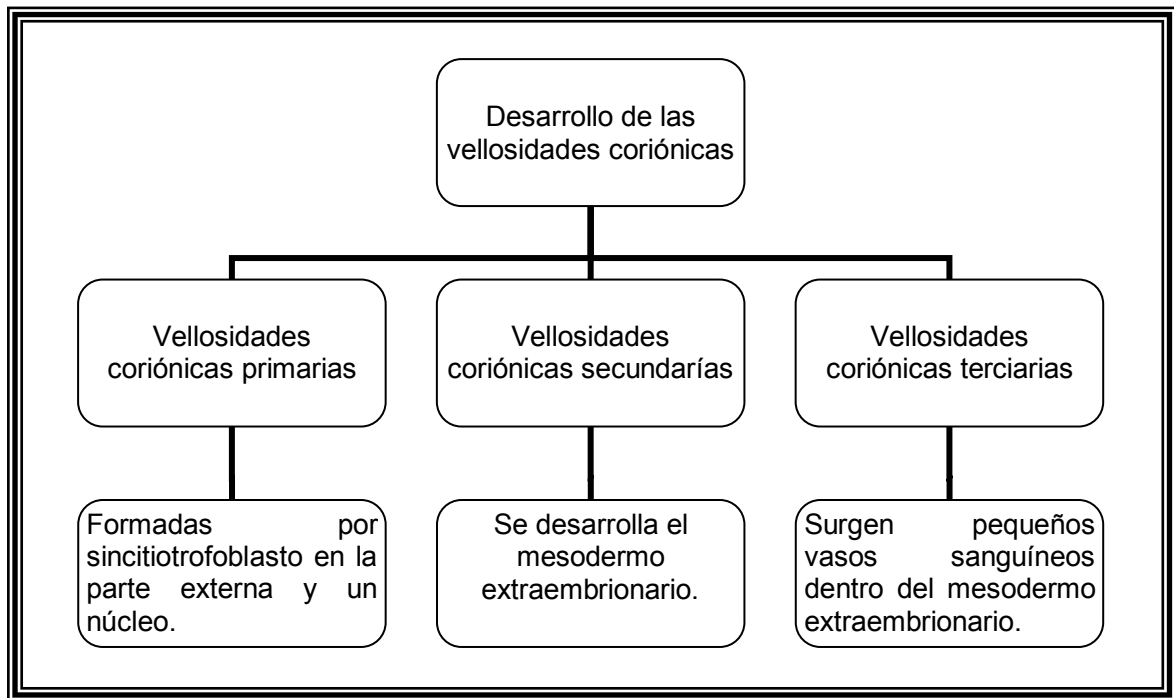 Desarrollo de las
vellosidades coriónicas
Vellosidades
coriónicas primarias
Vellosidades
coriónicas secundarías
Vellosidades
coriónicas terciarias
Formadas por
sincitiotrofoblasto en la
parte externa y un
núcleo.
Se desarrolla el
mesodermo
extraembrionario.
Surgen pequeños
vasos sanguíneos
dentro del mesodermo
extraembrionario.